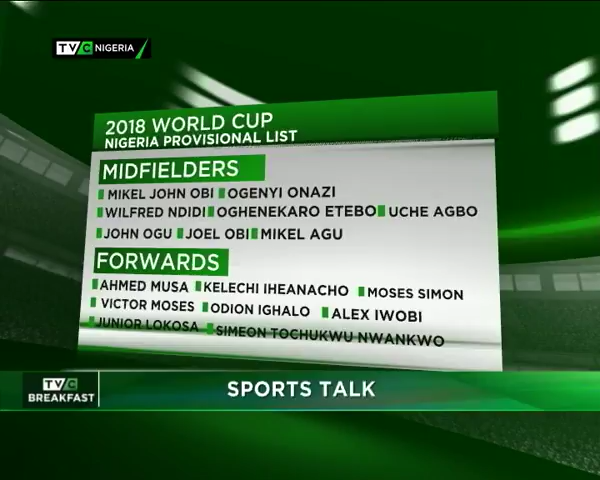 TVC NIGERIA
2018 WORLD CUP
NIGERIA PROVISIONAL LIST
MIDFIELDERS
MIKEL JOHN OBI OGENYI ONAZI
WILFRED NDIDI OGHENEKARO ETEBO UCHE AGBO
JOHN OGU JOEL OBI MIKEL AGU
FORWARDS
AHMED MUSA KELECHI IHEANACHO MOSES SIMON
VICTOR MOSES ODION IGHALO ALEX IWOBI
JUNIOR LOKOSA SIMEON TOCHUKWU NWANKWO
TVC
BREAKFAST
SPORTS TALK